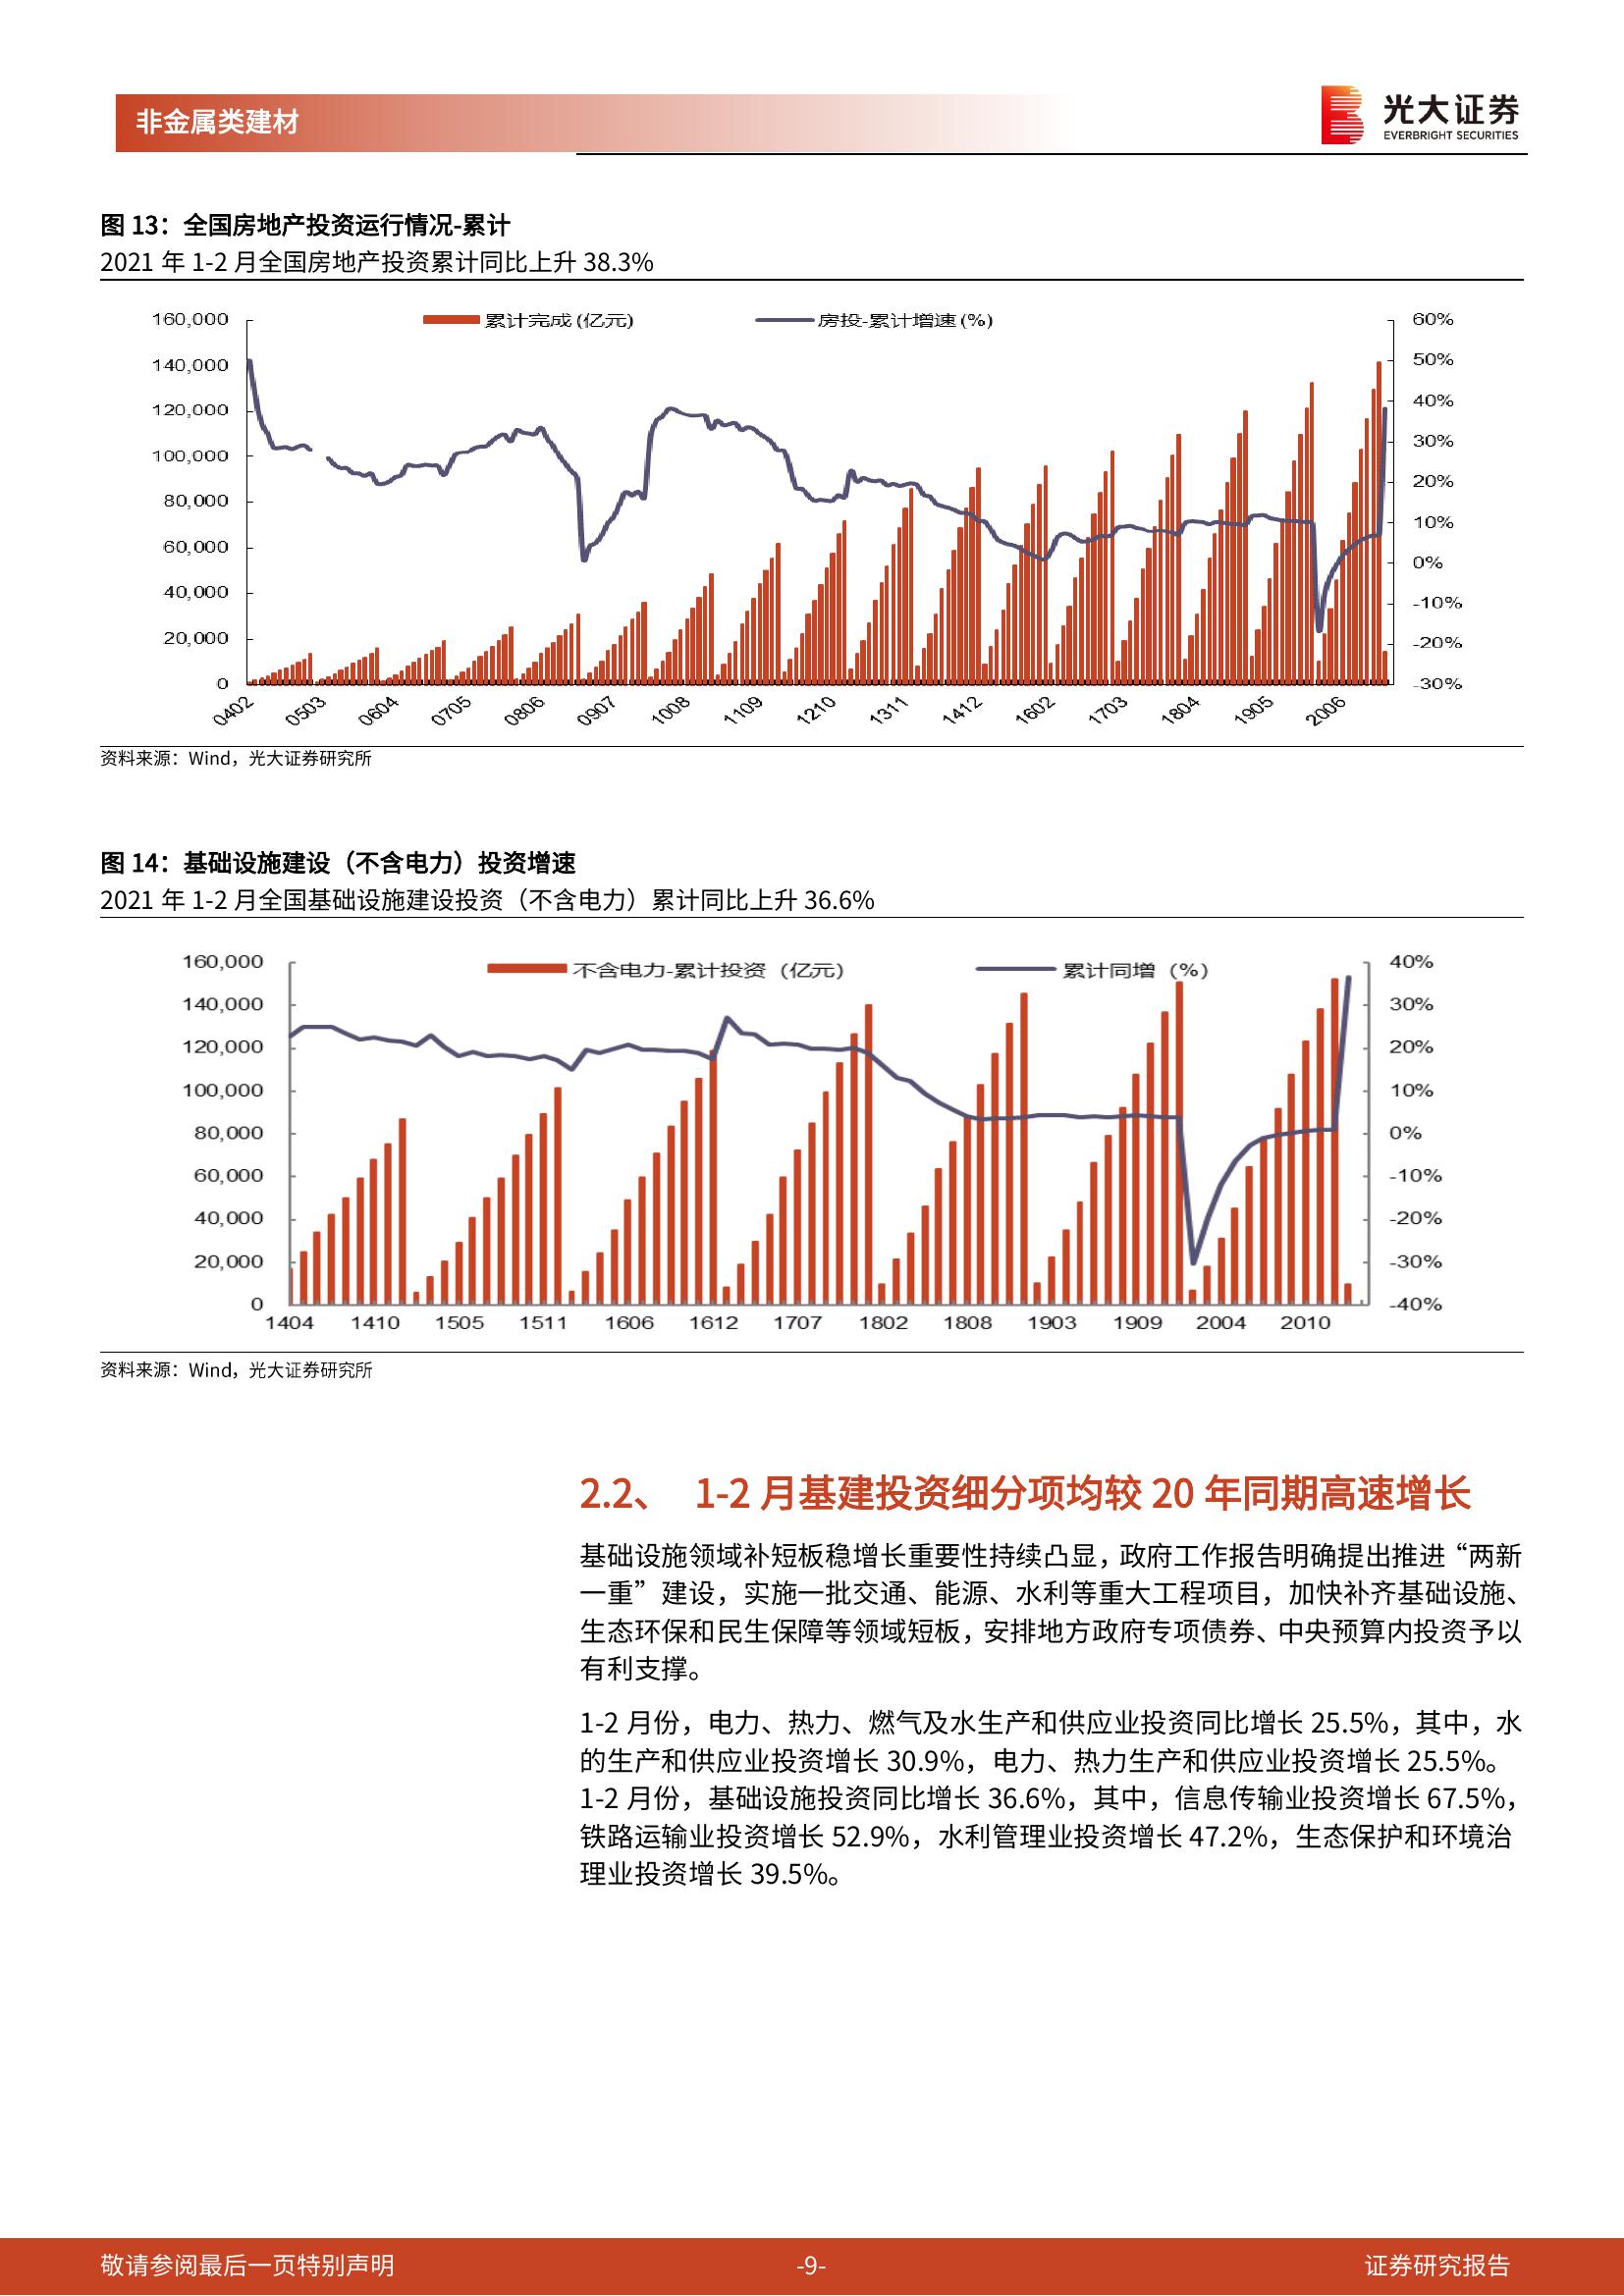 非金属类建材
光大证券
EVERBRIGHT SECURITIES
图 13：全国房地产投资运行情况-累计
2021 年 1-2 月全国房地产投资累计同比上升 38.3%
累计完成(亿元)
房投-累计增速(%)
160,000
140,000
120,000
100,000
80,000
60,000
40,000
20,000
0
60%
50%
40%
30%
20%
10%
0%
-10%
-20%
-30%
0402 0503 0604 0705 0806 0907 1008 1109 1210 1311 1412 1602 1703 1804 1905 2006
资料来源：Wind，光大证券研究所
图 14：基础设施建设（不含电力）投资增速
2021 年 1-2 月全国基础设施建设投资（不含电力）累计同比上升 36.6%
不含电力-累计投资（亿元）
累计同增（%）
160,000
140,000
120,000
100,000
80,000
60,000
40,000
20,000
0
40%
30%
20%
10%
0%
-10%
-20%
-30%
-40%
1404 1410 1505 1511 1606 1612 1707 1802 1808 1903 1909 2004 2010
资料来源：Wind，光大证券研究所
2.2、 1-2 月基建投资细分项均较 20 年同期高速增长
基础设施领域补短板稳增长重要性持续凸显，政府工作报告明确提出推进“两新
一重”建设，实施一批交通、能源、水利等重大工程项目，加快补齐基础设施、
生态环保和民生保障等领域短板，安排地方政府专项债券、中央预算内投资予以
有利支撑。
1-2 月份，电力、热力、燃气及水生产和供应业投资同比增长 25.5%，其中，水
的生产和供应业投资增长 30.9%，电力、热力生产和供应业投资增长 25.5%。
1-2 月份，基础设施投资同比增长 36.6%，其中，信息传输业投资增长 67.5%，
铁路运输业投资增长 52.9%，水利管理业投资增长 47.2%，生态保护和环境治
理业投资增长 39.5%。
敬请参阅最后一页特别声明
-9-
证券研究报告